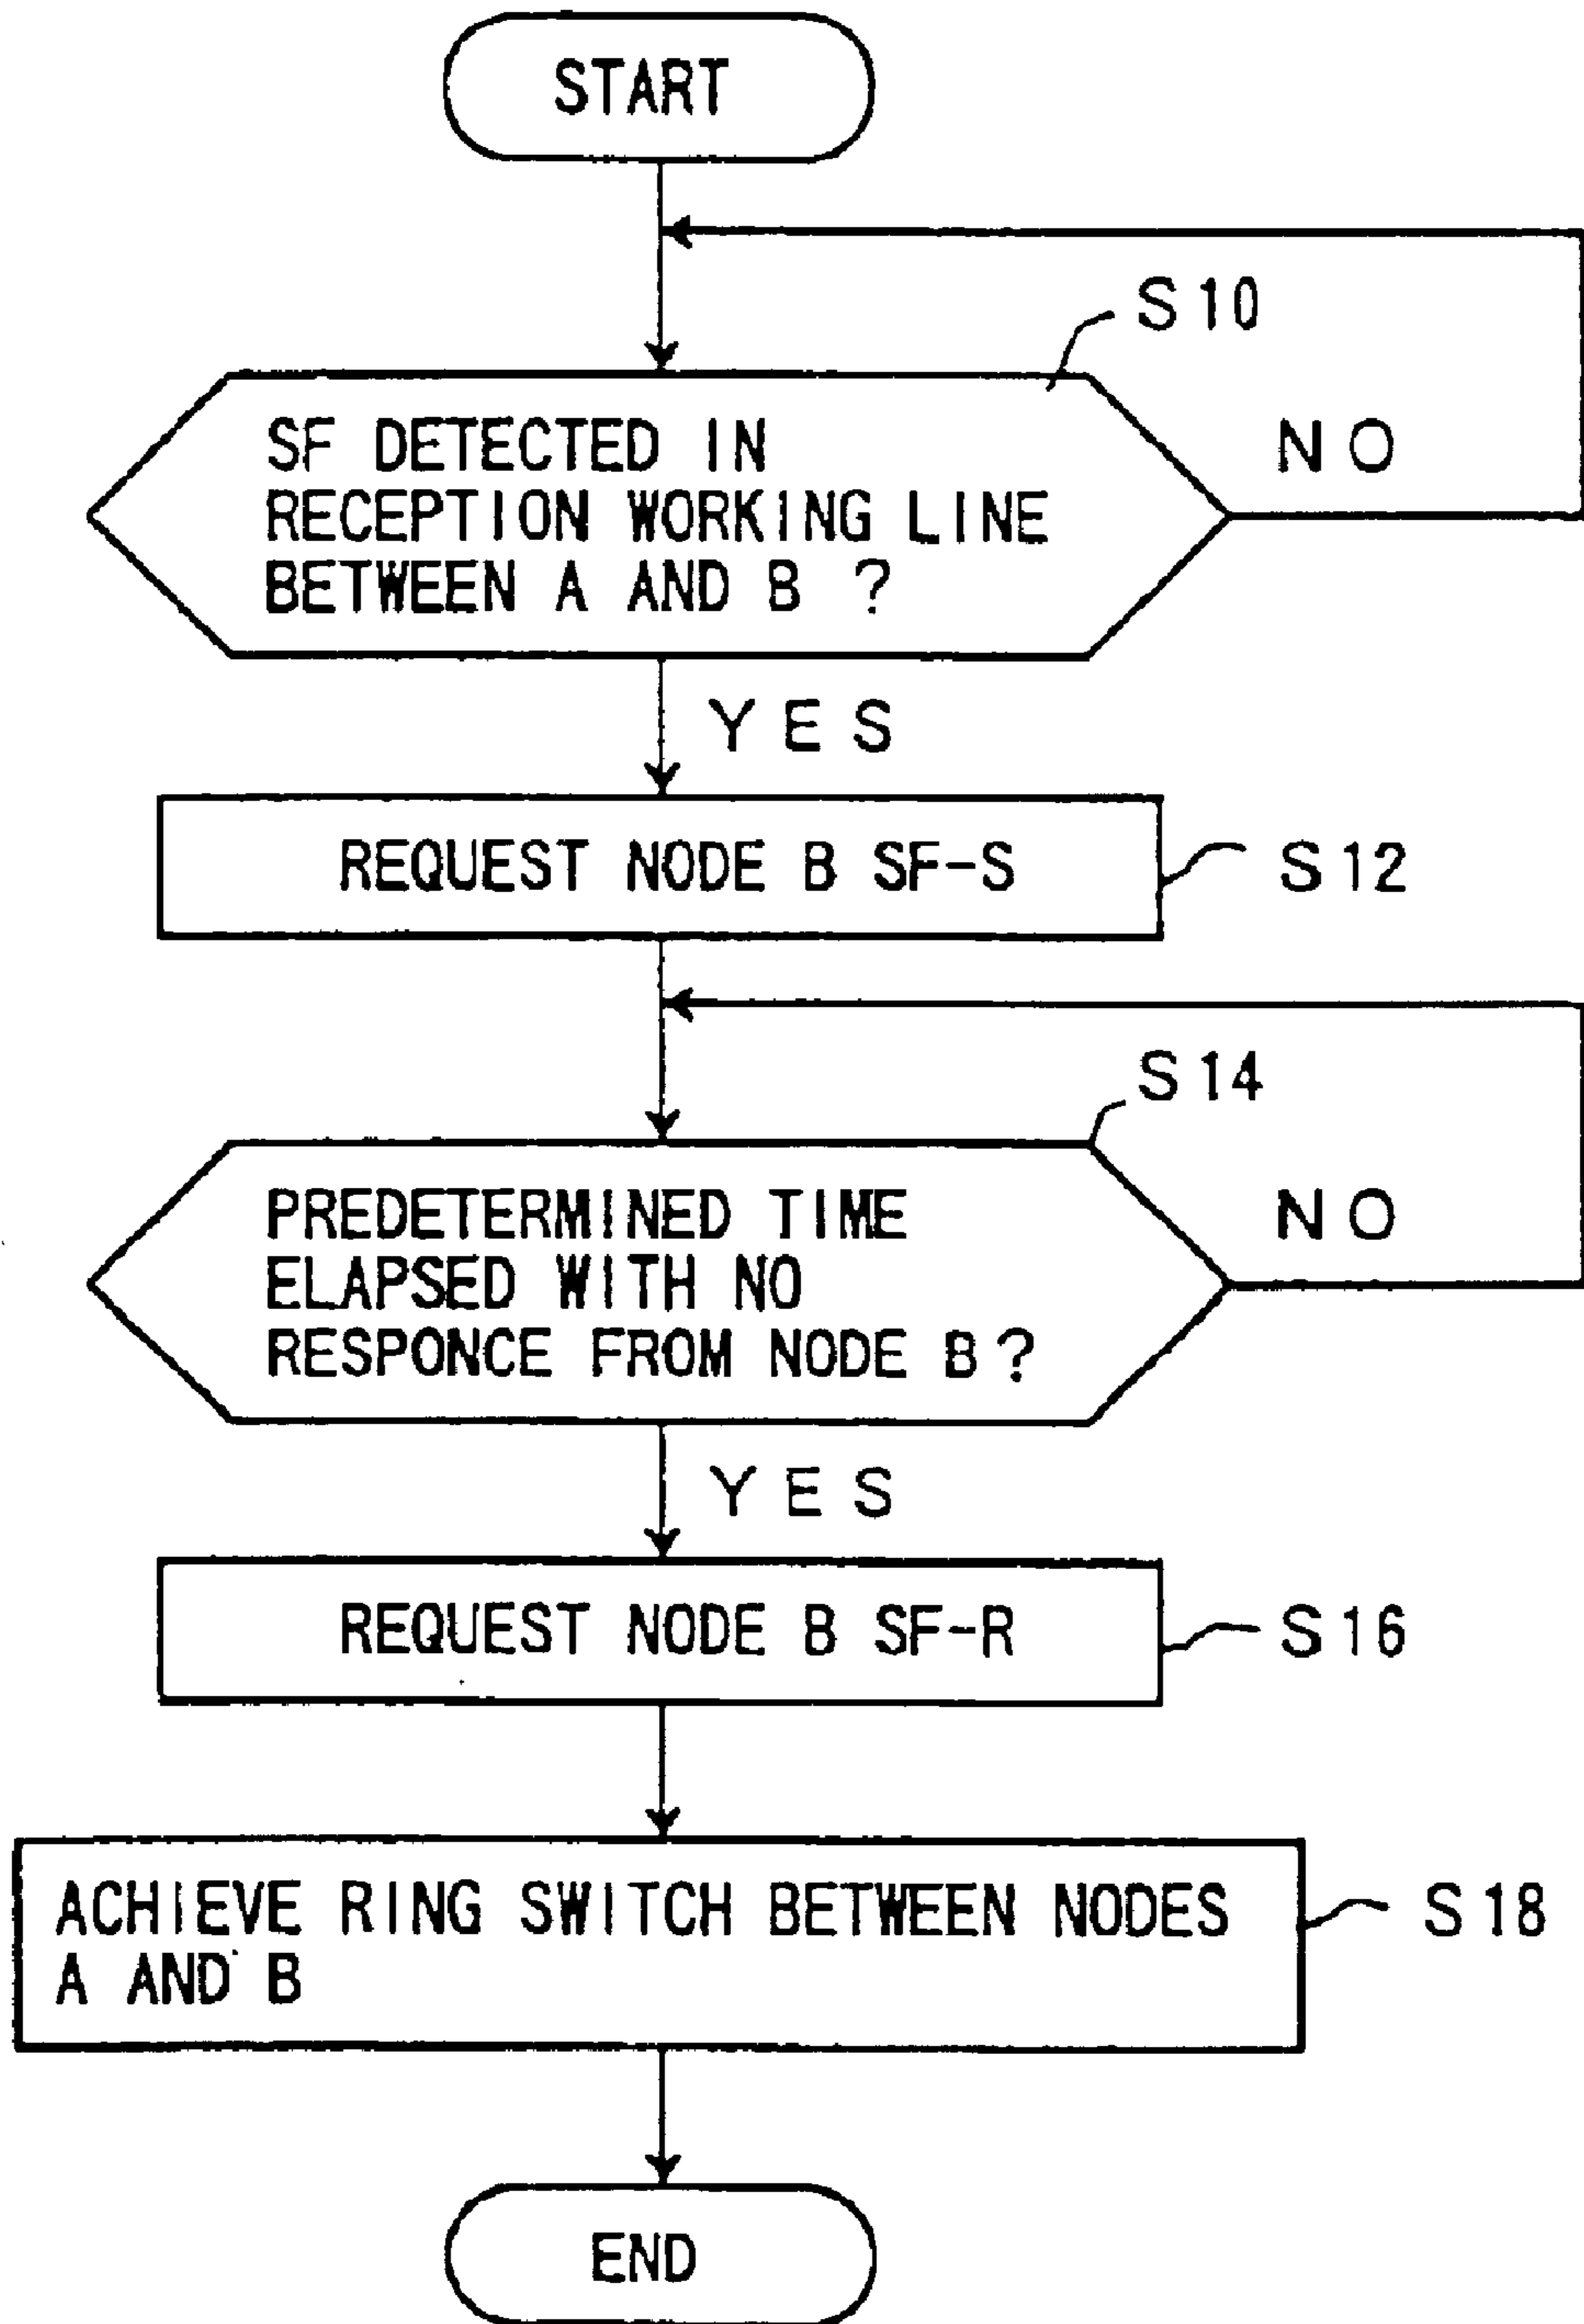 START
S10
SF DETECTED IN
RECEPTION WORKING LINE
BETWEEN A AND B ?
NO
YES
REQUEST NODE B SF-S
S12
S14
PREDETERMINED TIME
ELAPSED WITH NO
RESPONCE FROM NODE B?
NO
YES
REQUEST NODE B SF-R
S16
ACHIEVE RING SWITCH BETWEEN NODES
A AND B
S18
END